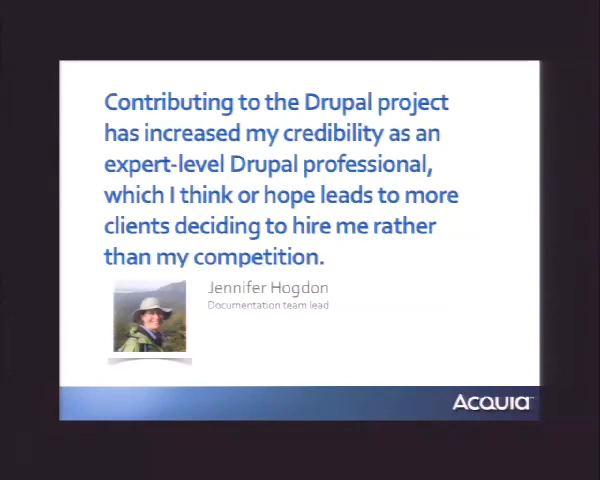 Contributing to the Drupal project
has increased my credibility as an
expert-level Drupal professional,
which I think or hope leads to more
clients deciding to hire me rather
than my competition.
Jennifer Hogdon
Documentation team lead
ACQUIA